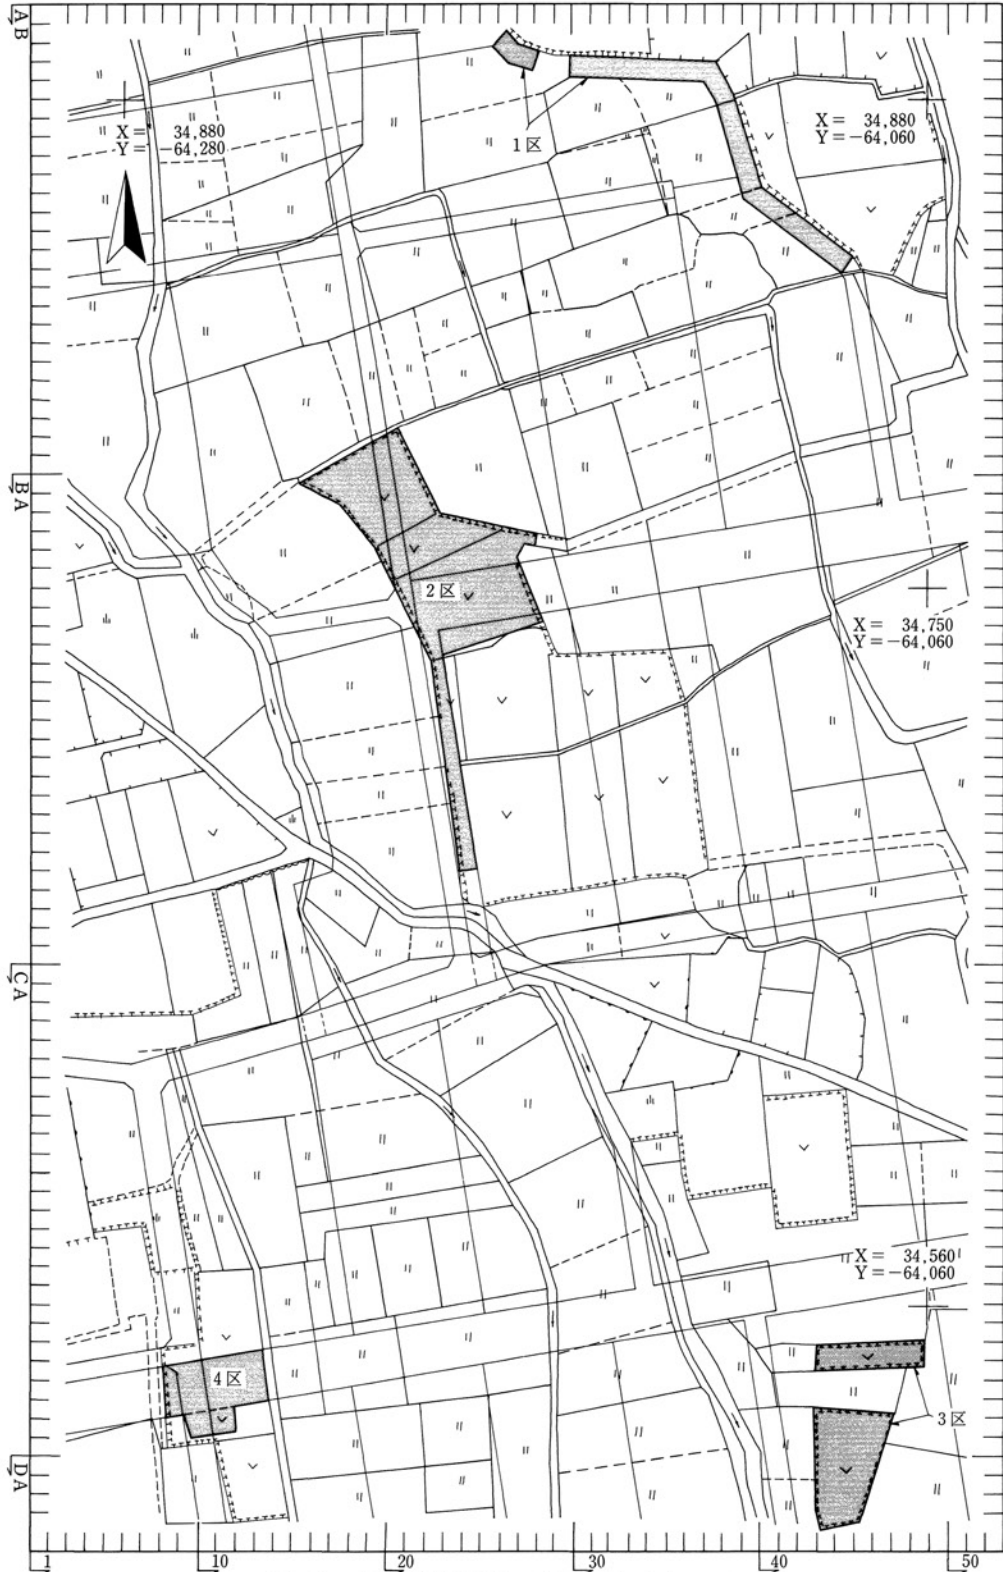 AB
X =　34,880
Y = −64,280
1区
X =　34,880
Y = −64,060
BA
2区
X =　34,750
Y = −64,060
CA
X =　34,560
Y = −64,060
4区
3区
DA
1　10　20　30　40　50